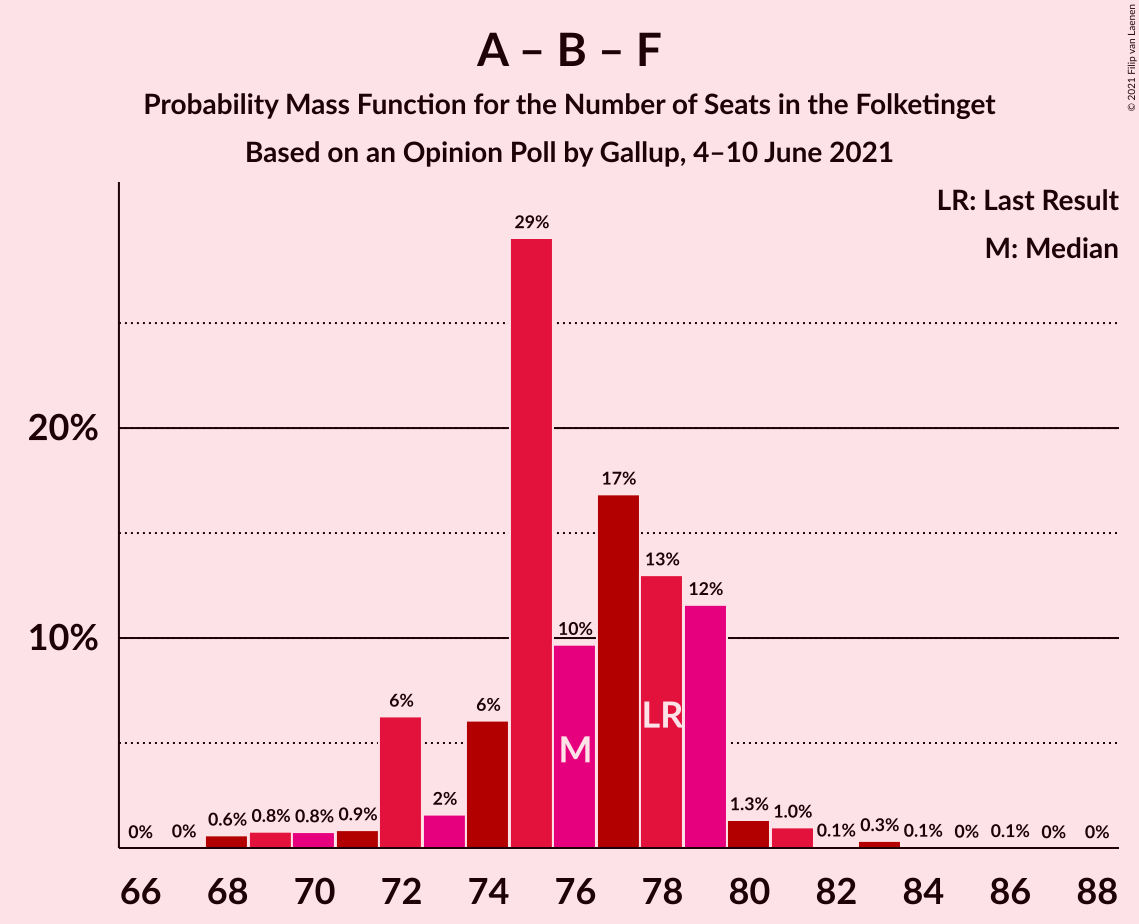 A – B – F
Probability Mass Function for the Number of Seats in the Folketinget
Based on an Opinion Poll by Gallup, 4–10 June 2021
© 2021 Filip van Laenen
LR: Last Result
M: Median
20%
10%
0%
0%
0.6%
0.8%
0.8%
0.9%
6%
2%
6%
29%
10%
17%
13%
12%
1.3%
1.0%
0.1%
0.3%
0.1%
0%
0.1%
0%
0%
M
LR
66 68 70 72 74 76 78 80 82 84 86 88